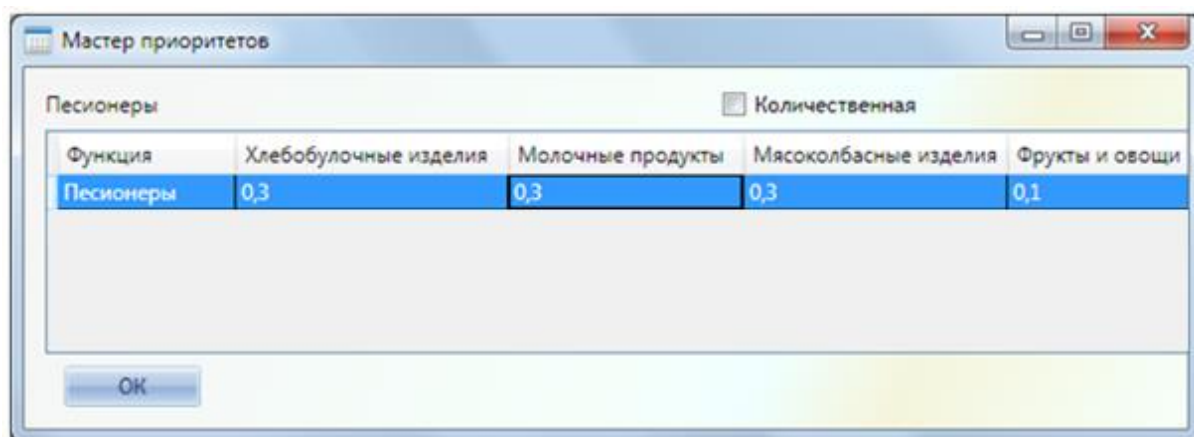 Мастер приоритетов
Песионеры Количественная
Функция Хлебобулочные изделия Молочные продукты Мясоколбасные изделия Фрукты и овощи
Песионеры 0,3 0,3 0,3 0,1
ОК